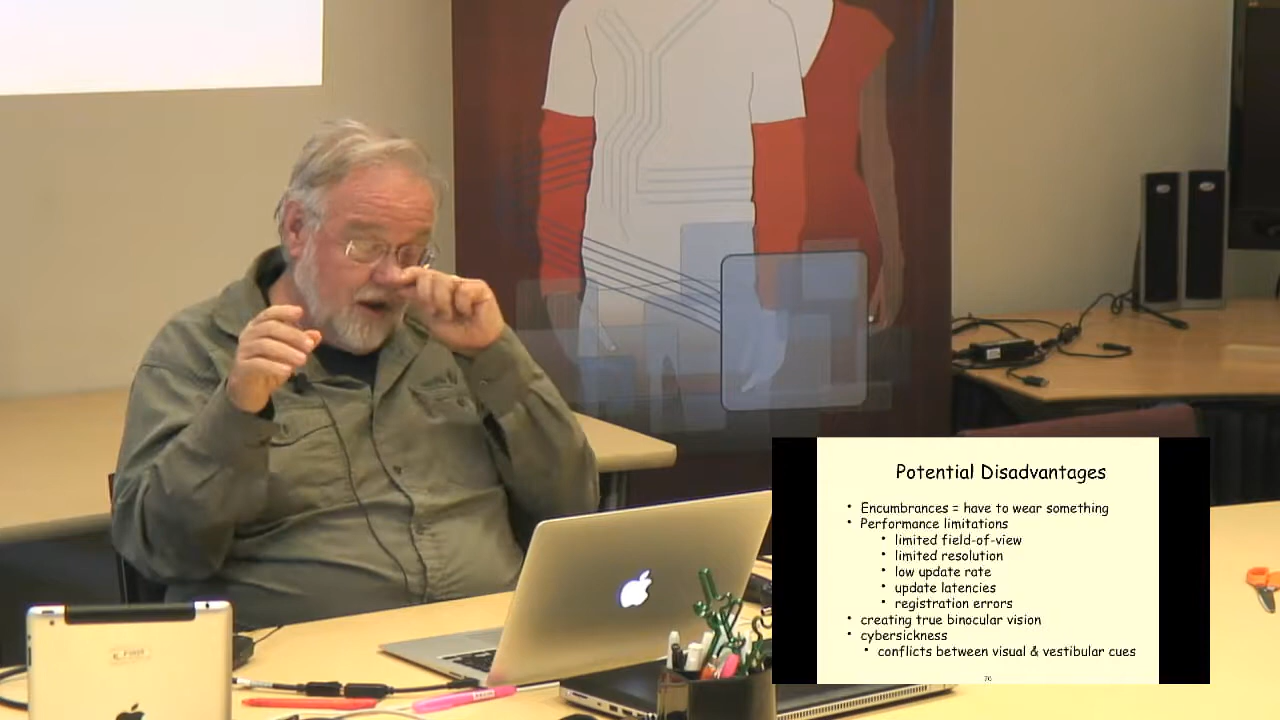 Potential Disadvantages
• Encumbrances = have to wear something
• Performance limitations
• limited field-of-view
• limited resolution
• low update rate
• update latencies
• registration errors
• creating true binocular vision
• cybersickness
• conflicts between visual & vestibular cues
70